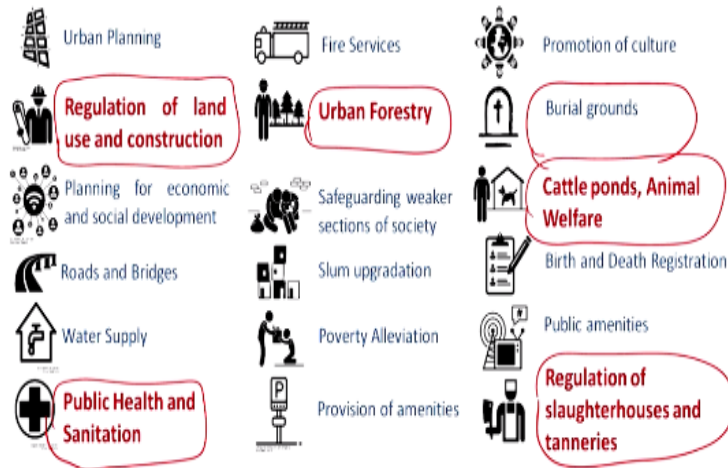 Urban Planning
Fire Services
Promotion of culture
Regulation of land
use and construction
Urban Forestry
Burial grounds
Planning for economic
and social development
Safeguarding weaker
sections of society
Cattle ponds, Animal
Welfare
Roads and Bridges
Slum upgradation
Birth and Death Registration
Water Supply
Poverty Alleviation
Public amenities
Public Health and
Sanitation
P
Provision of amenities
Regulation of
slaughterhouses and
tanneries